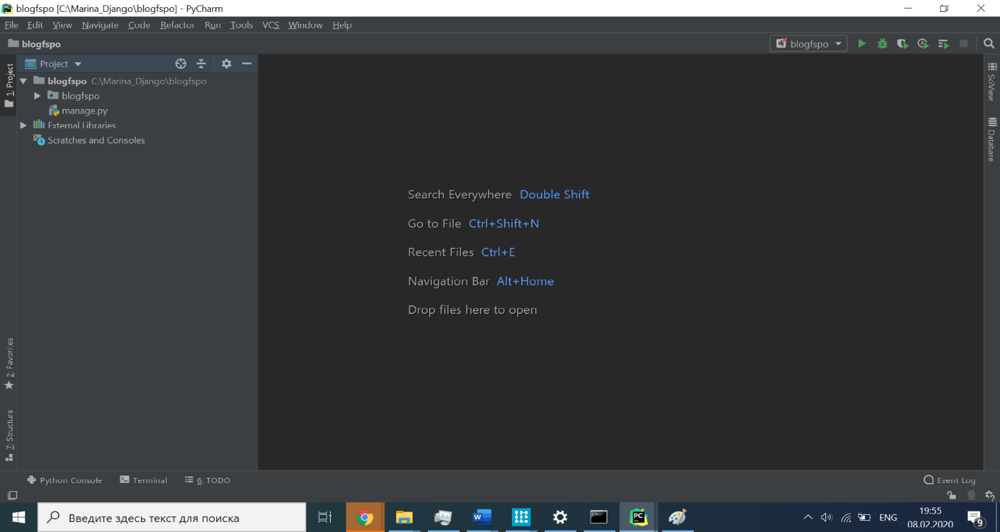 blogfspo [C:\Marina_Django\blogfspo] - PyCharm
File Edit View Navigate Code Refactor Run Tools VCS Window Help
blogfspo
blogfspo
Project
blogfspo C:\Marina_Django\blogfspo
blogfspo
manage.py
External Libraries
Scratches and Consoles
1: Project
2: Favorites
7: Structure
Search Everywhere Double Shift
Go to File Ctrl+Shift+N
Recent Files Ctrl+E
Navigation Bar Alt+Home
Drop files here to open
SciView
Database
Python Console Terminal 6: TODO Event Log
Введите здесь текст для поиска
W
PC
ENG
19:55
08.02.2020
9